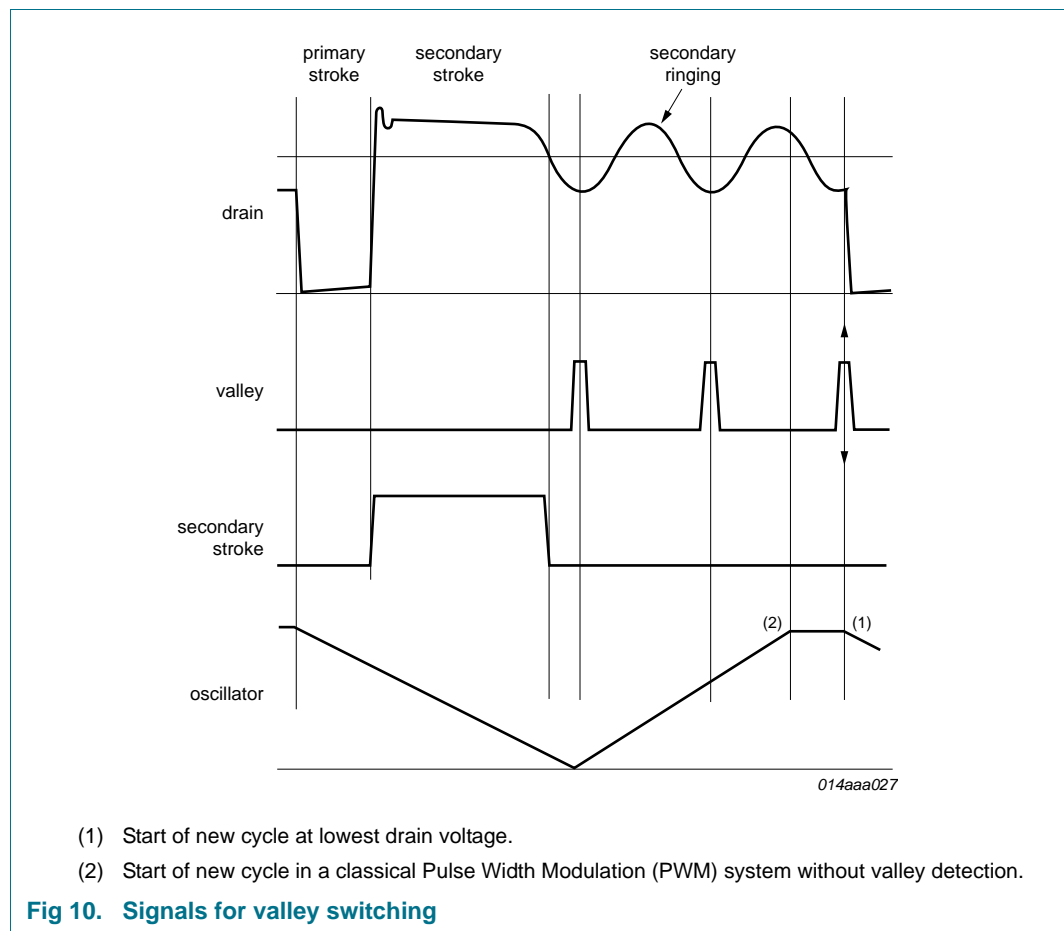 primary
stroke
secondary
stroke
secondary
ringing
drain
valley
secondary
stroke
(2)
(1)
oscillator
014aaa027
(1) Start of new cycle at lowest drain voltage.
(2) Start of new cycle in a classical Pulse Width Modulation (PWM) system without valley detection.
Fig 10. Signals for valley switching